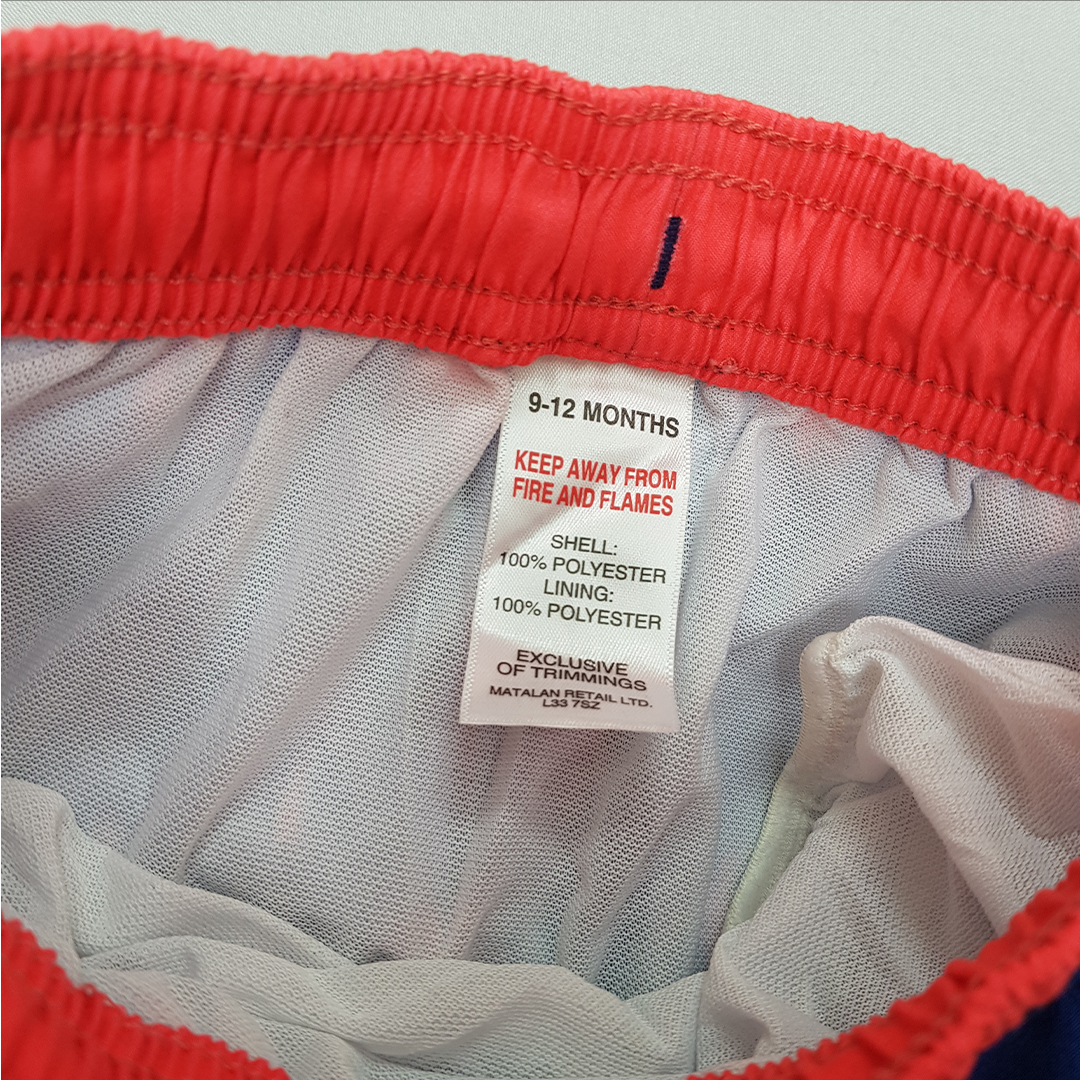 9-12 MONTHS
KEEP AWAY FROM
FIRE AND FLAMES
SHELL:
100% POLYESTER
LINING:
100% POLYESTER
EXCLUSIVE
OF TRIMMINGS
MATALAN RETAIL LTD.
L33 7SZ